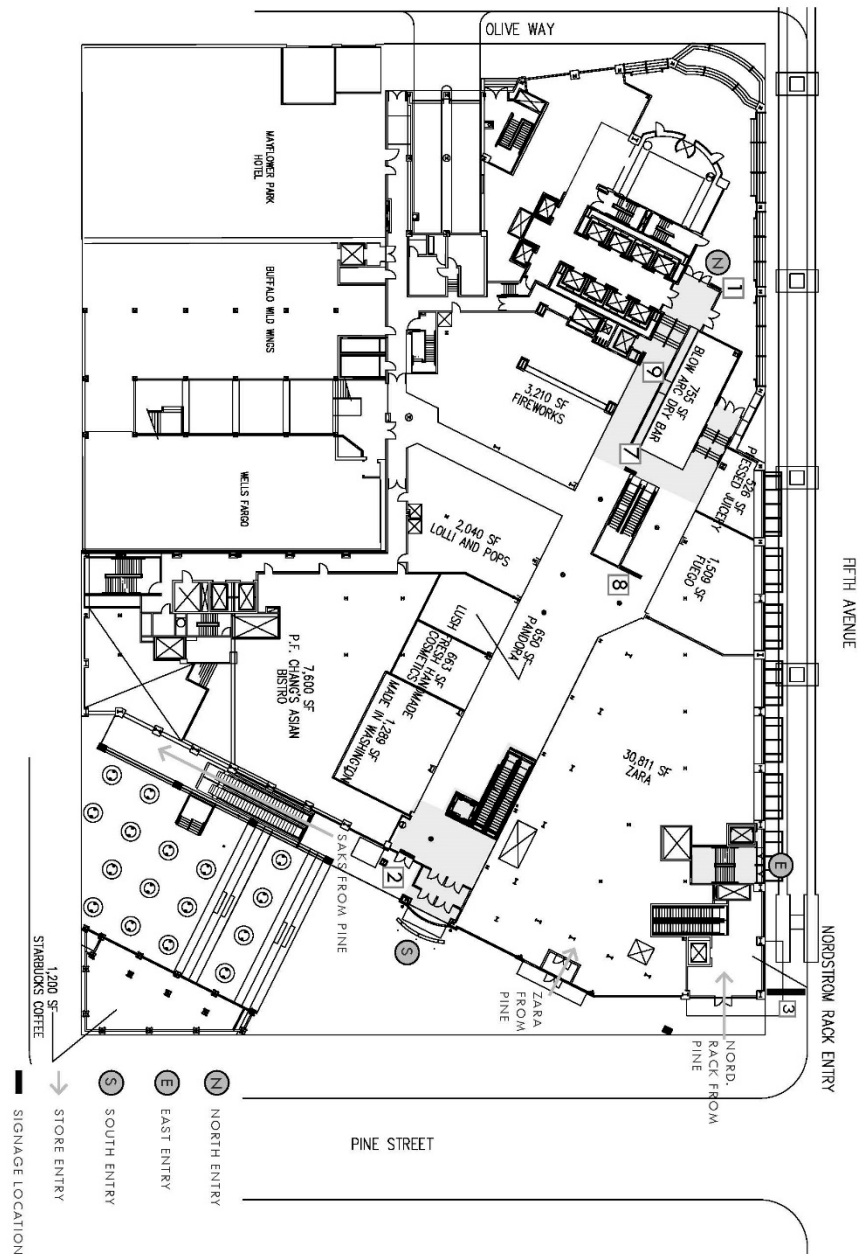 OLIVE WAY
MAYFLOWER PARK
HOTEL
BUFFALO WILD WINGS
WELLS FARGO
N
1
BLOW ARC DRY BAR
755 SF
9
3,210 SF
FIREWORKS
7
526 SF
PRESSED JUICERY
FIFTH AVENUE
2,040 SF
LOLLI AND POPS
8
1,509 SF
FUEGO
LUSH
650 SF
PANDORA
663 SF
FRESH HANDMADE
COSMETICS
1,289 SF
MADE IN WASHINGTON
7,600 SF
P.F. CHANG'S ASIAN
BISTRO
30,811 SF
ZARA
E
SAKS FROM PINE
2
S
ZARA
FROM
PINE
NORD.
RACK FROM
PINE
3
NORDSTROM RACK ENTRY
1,200 SF
STARBUCKS COFFEE
PINE STREET
N NORTH ENTRY
E EAST ENTRY
S SOUTH ENTRY
STORE ENTRY
SIGNAGE LOCATION